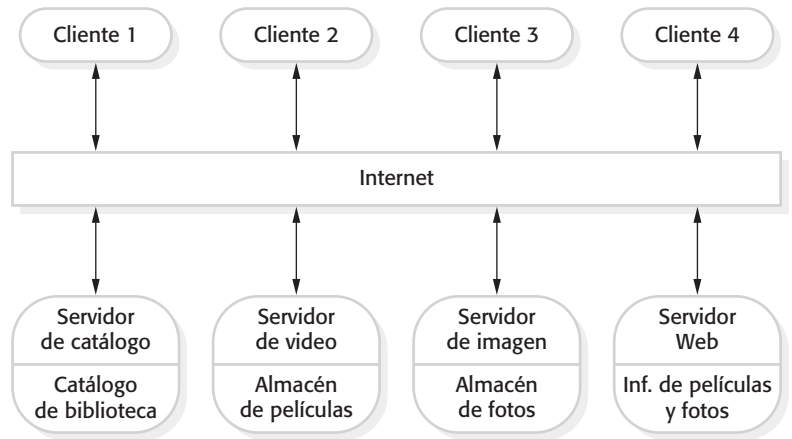 Cliente 1
Cliente 2
Cliente 3
Cliente 4
Internet
Servidor
de catálogo
Catálogo
de biblioteca
Servidor
de video
Almacén
de películas
Servidor
de imagen
Almacén
de fotos
Servidor
Web
Inf. de películas
y fotos